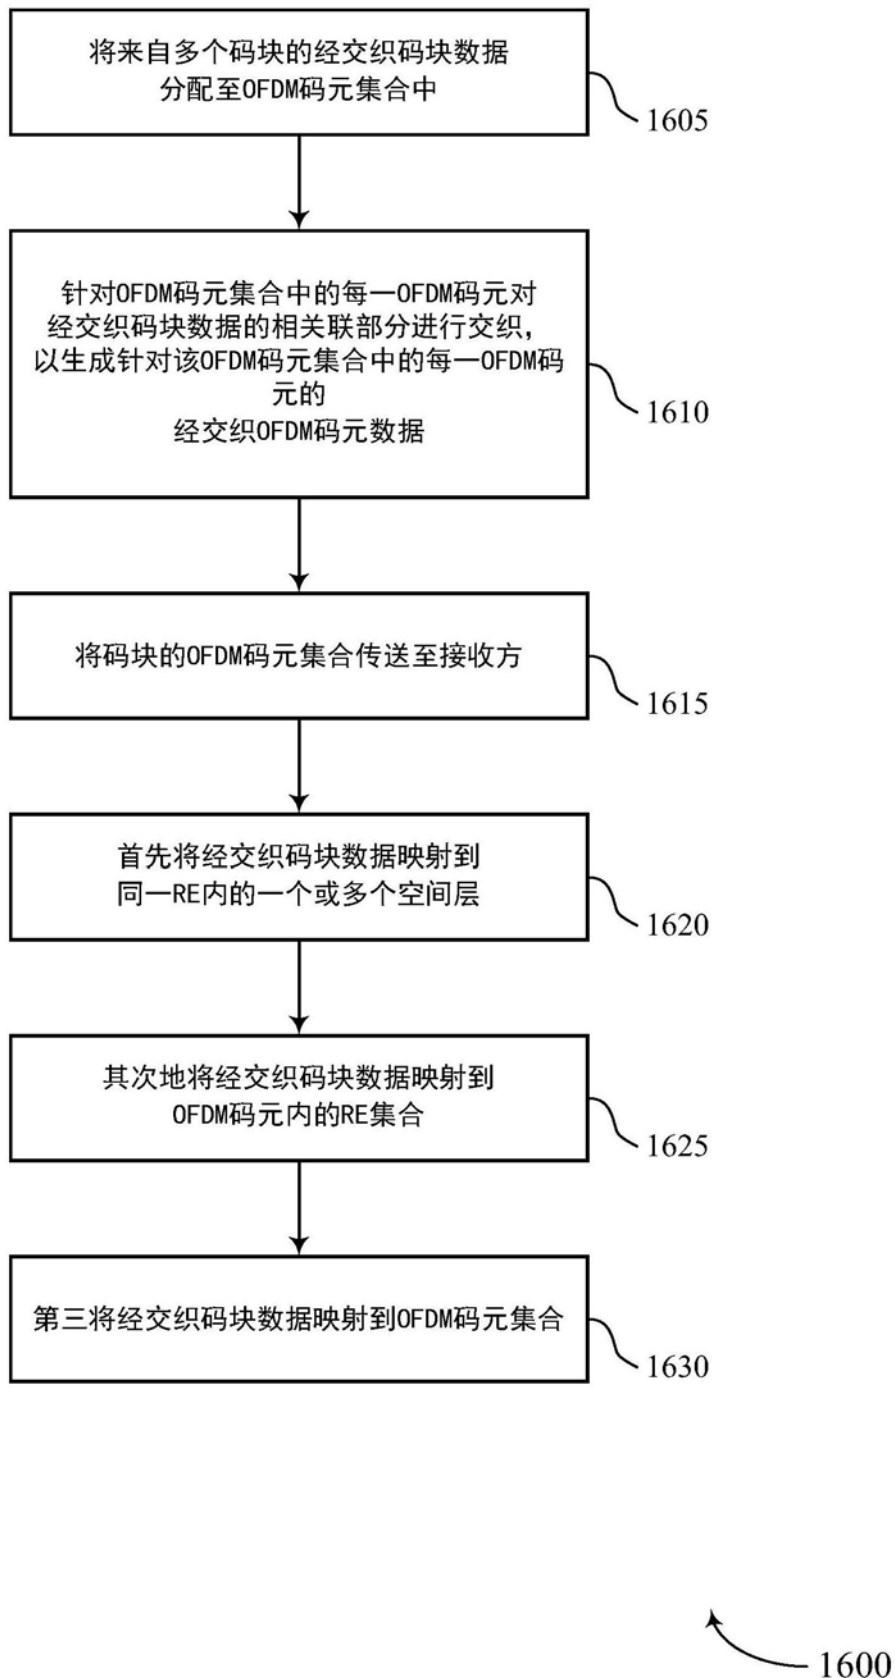 将来自多个码块的经交织码块数据
分配至OFDM码元集合中
1605
针对OFDM码元集合中的每一OFDM码元对
经交织码块数据的相关联部分进行交织，
以生成针对该OFDM码元集合中的每一OFDM码
元的
经交织OFDM码元数据
1610
将码块的OFDM码元集合传送至接收方
1615
首先将经交织码块数据映射到
同一RE内的一个或多个空间层
1620
其次地将经交织码块数据映射到
OFDM码元内的RE集合
1625
第三将经交织码块数据映射到OFDM码元集合
1630
1600